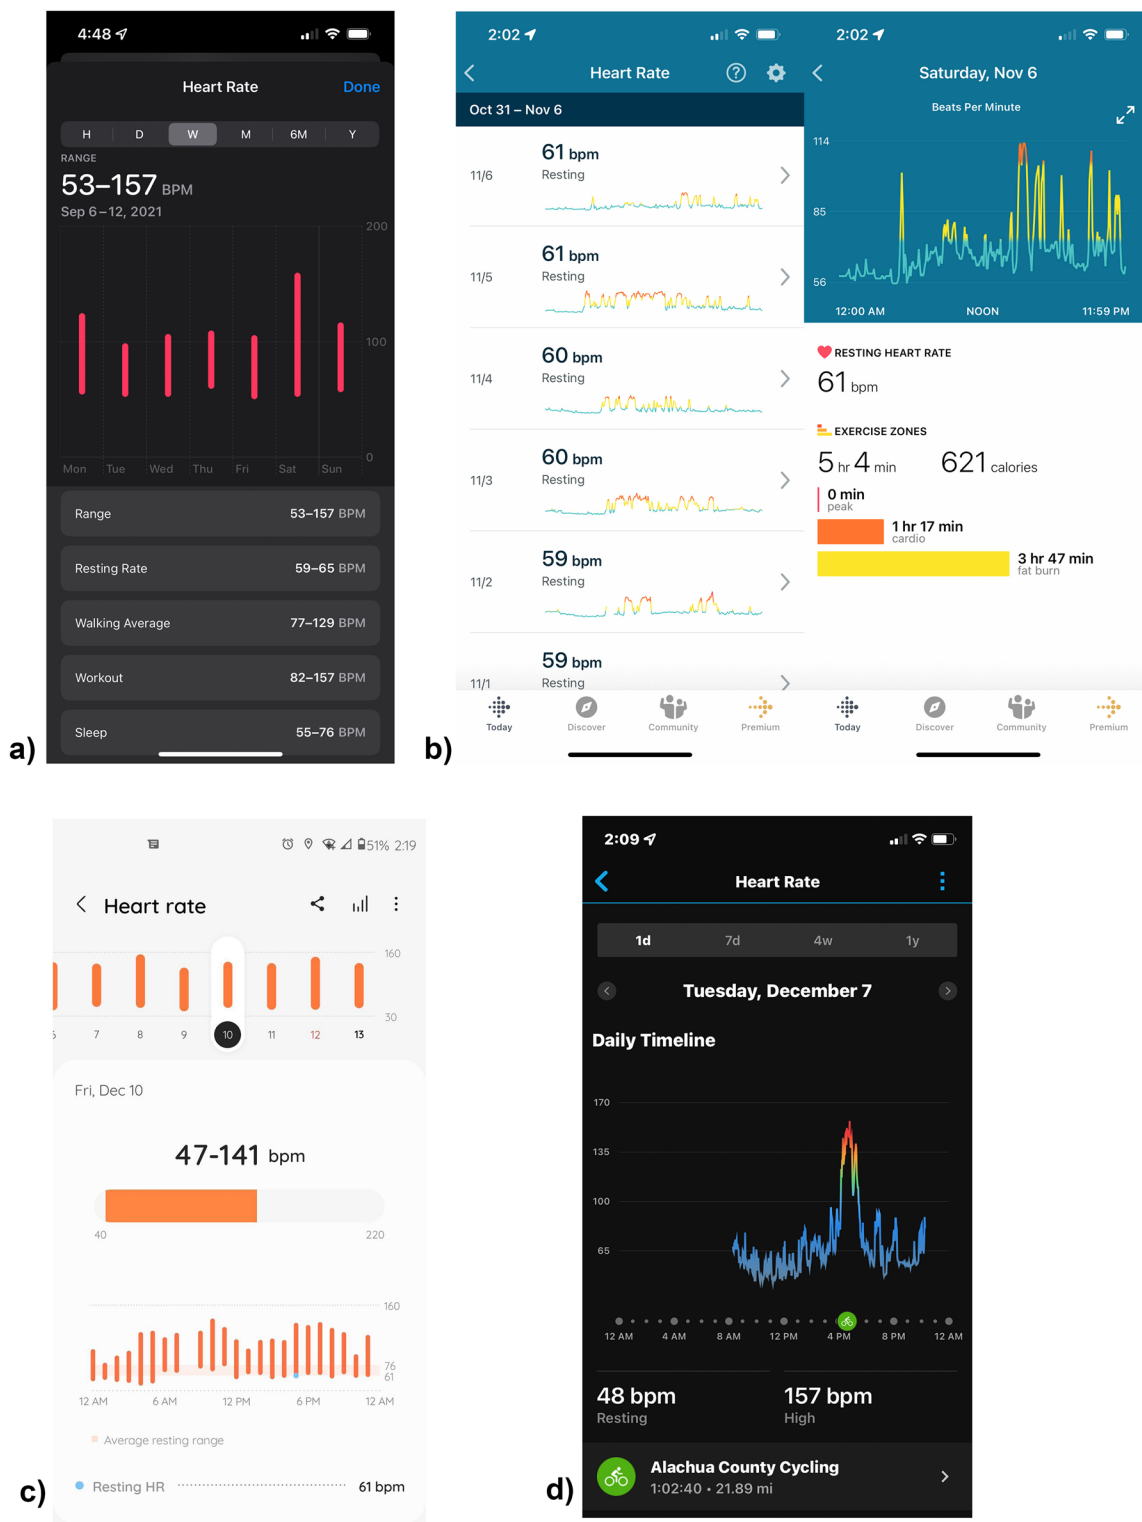 4:48
Heart Rate
Done
H D W M 6M Y
RANGE
53–157 BPM
Sep 6–12, 2021
200
100
0
Mon Tue Wed Thu Fri Sat Sun
Range 53–157 BPM
Resting Rate 59–65 BPM
Walking Average 77–129 BPM
Workout 82–157 BPM
Sleep 55–76 BPM
a)
2:02
Heart Rate
Oct 31 – Nov 6
61 bpm
11/6 Resting
61 bpm
11/5 Resting
60 bpm
11/4 Resting
60 bpm
11/3 Resting
59 bpm
11/2 Resting
59 bpm
11/1 Resting
Today Discover Community Premium
b)
2:02
Saturday, Nov 6
Beats Per Minute
114
85
56
12:00 AM NOON 11:59 PM
RESTING HEART RATE
61 bpm
EXERCISE ZONES
5 hr 4 min 621 calories
0 min
peak
1 hr 17 min
cardio
3 hr 47 min
fat burn
Today Discover Community Premium
51% 2:19
Heart rate
160
30
6 7 8 9 10 11 12 13
Fri, Dec 10
47-141 bpm
40 220
160
76
61
12 AM 6 AM 12 PM 6 PM 12 AM
Average resting range
Resting HR 61 bpm
c)
2:09
Heart Rate
1d 7d 4w 1y
Tuesday, December 7
Daily Timeline
170
135
100
65
12 AM 4 AM 8 AM 12 PM 4 PM 8 PM 12 AM
48 bpm 157 bpm
Resting High
Alachua County Cycling
1:02:40 • 21.89 mi
d)